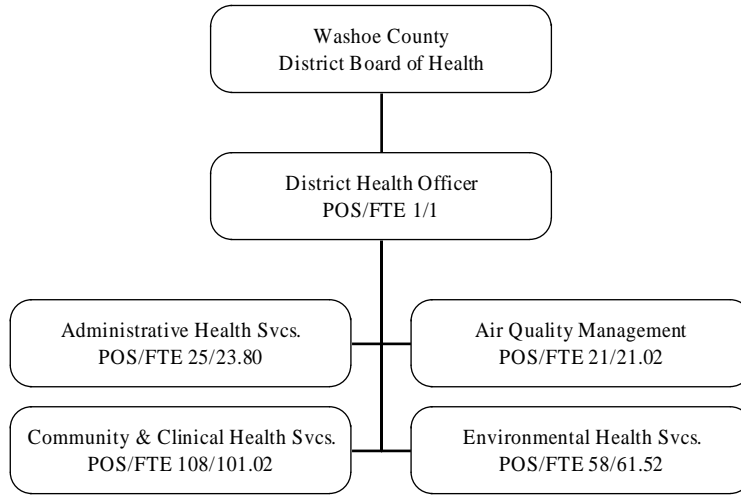 Washoe County
District Board of Health
District Health Officer
POS/FTE 1/1
Administrative Health Svcs.
POS/FTE 25/23.80
Air Quality Management
POS/FTE 21/21.02
Community & Clinical Health Svcs.
POS/FTE 108/101.02
Environmental Health Svcs.
POS/FTE 58/61.52